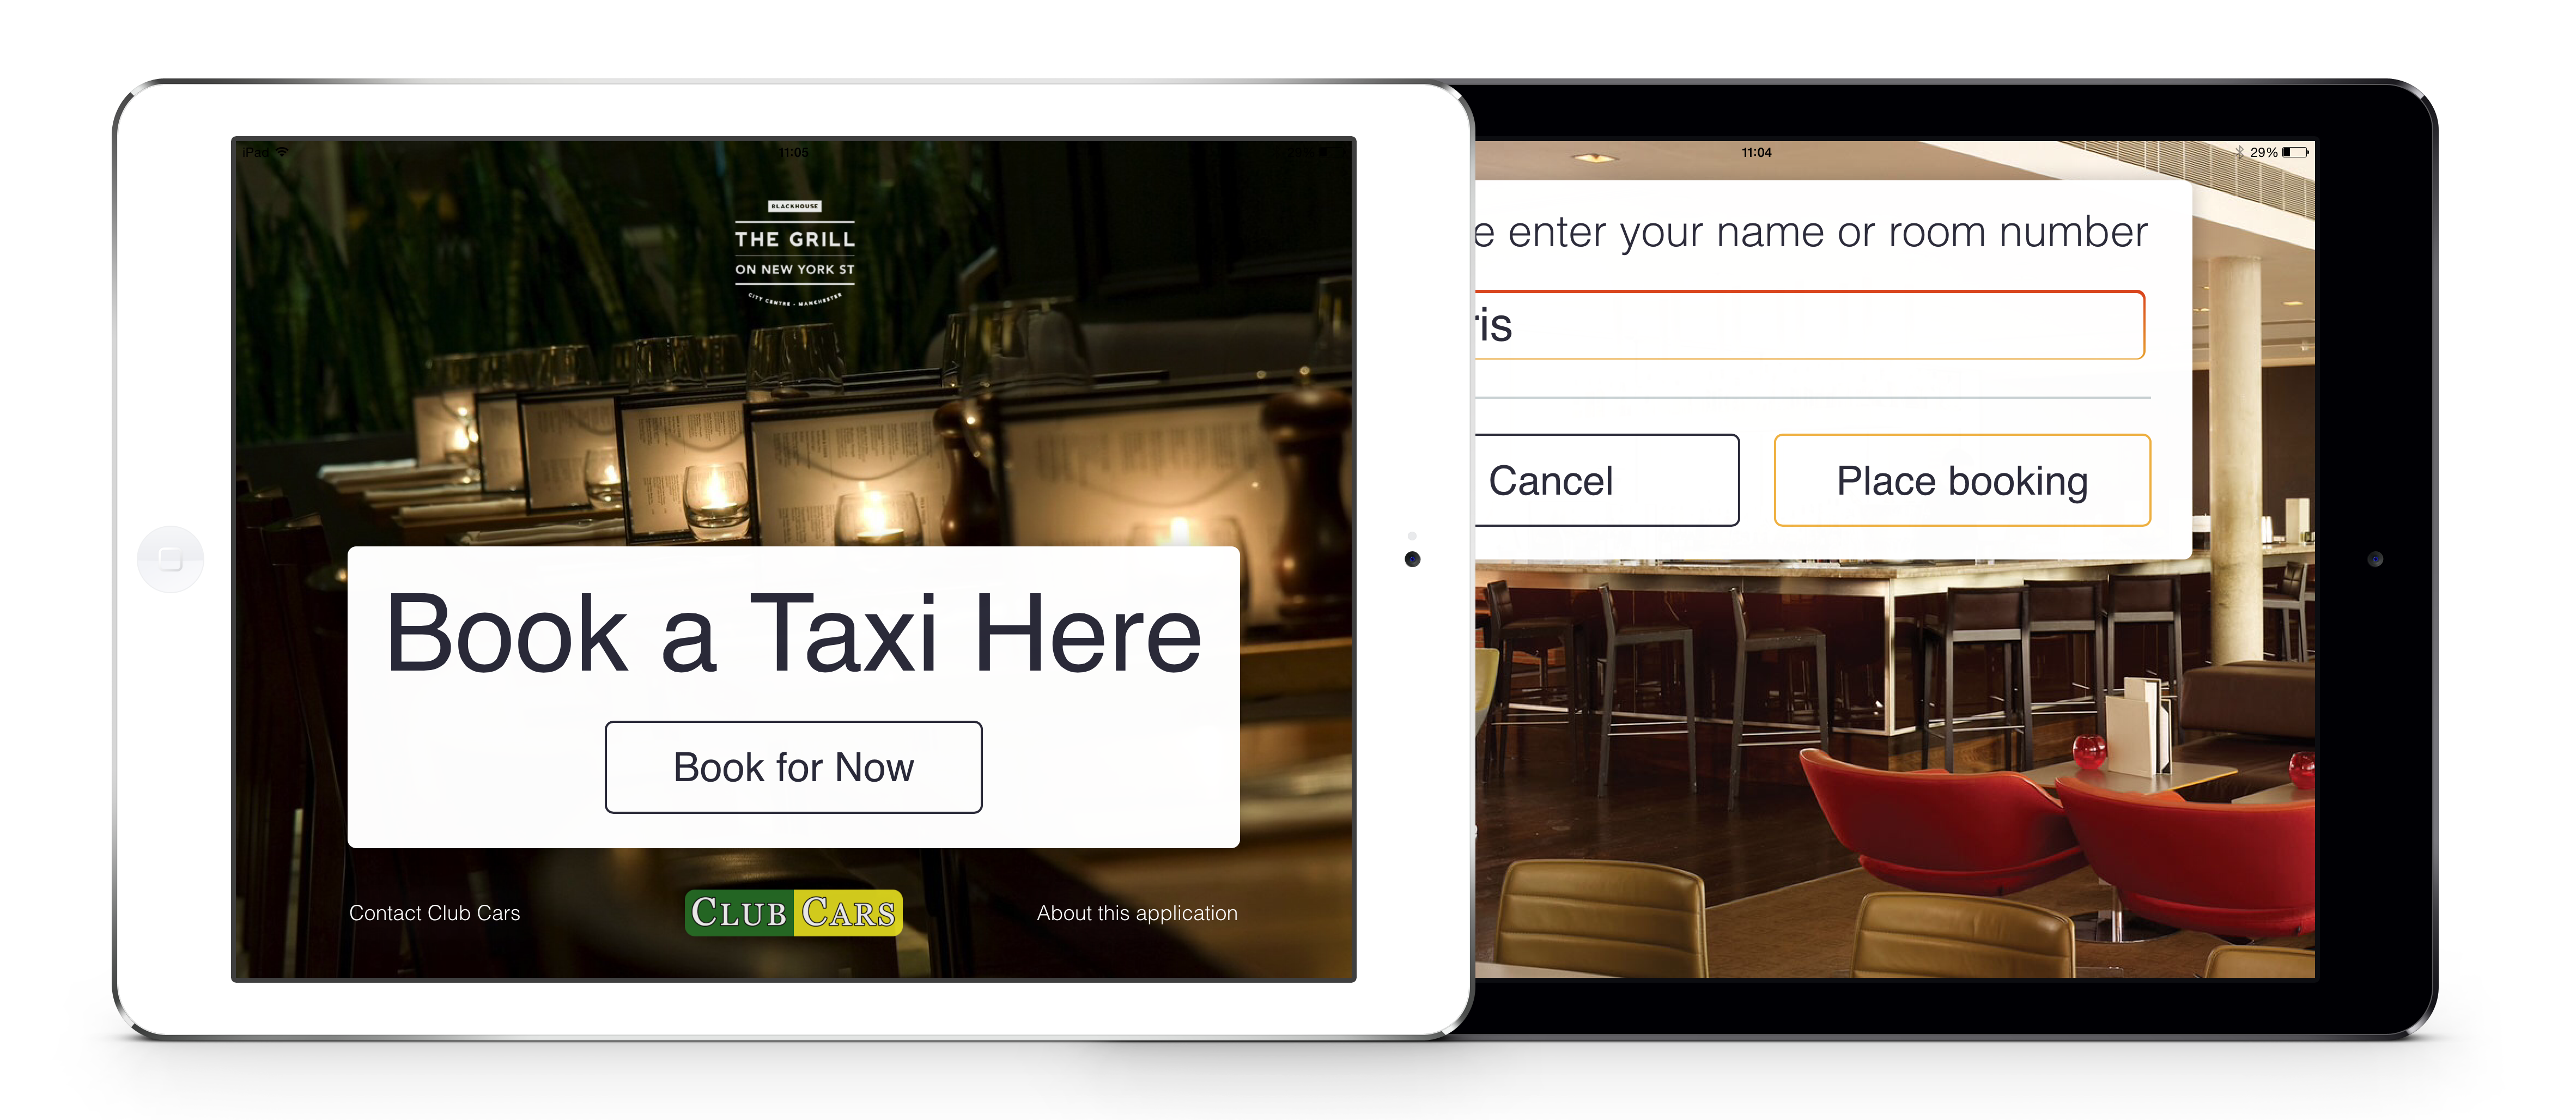 iPad
11:05
BLACKHOUSE
THE GRILL
ON NEW YORK ST
CITY CENTRE - MANCHESTER
Book a Taxi Here
Book for Now
Contact Club Cars
CLUB CARS
About this application
11:04
29%
e enter your name or room number
ris
Cancel
Place booking